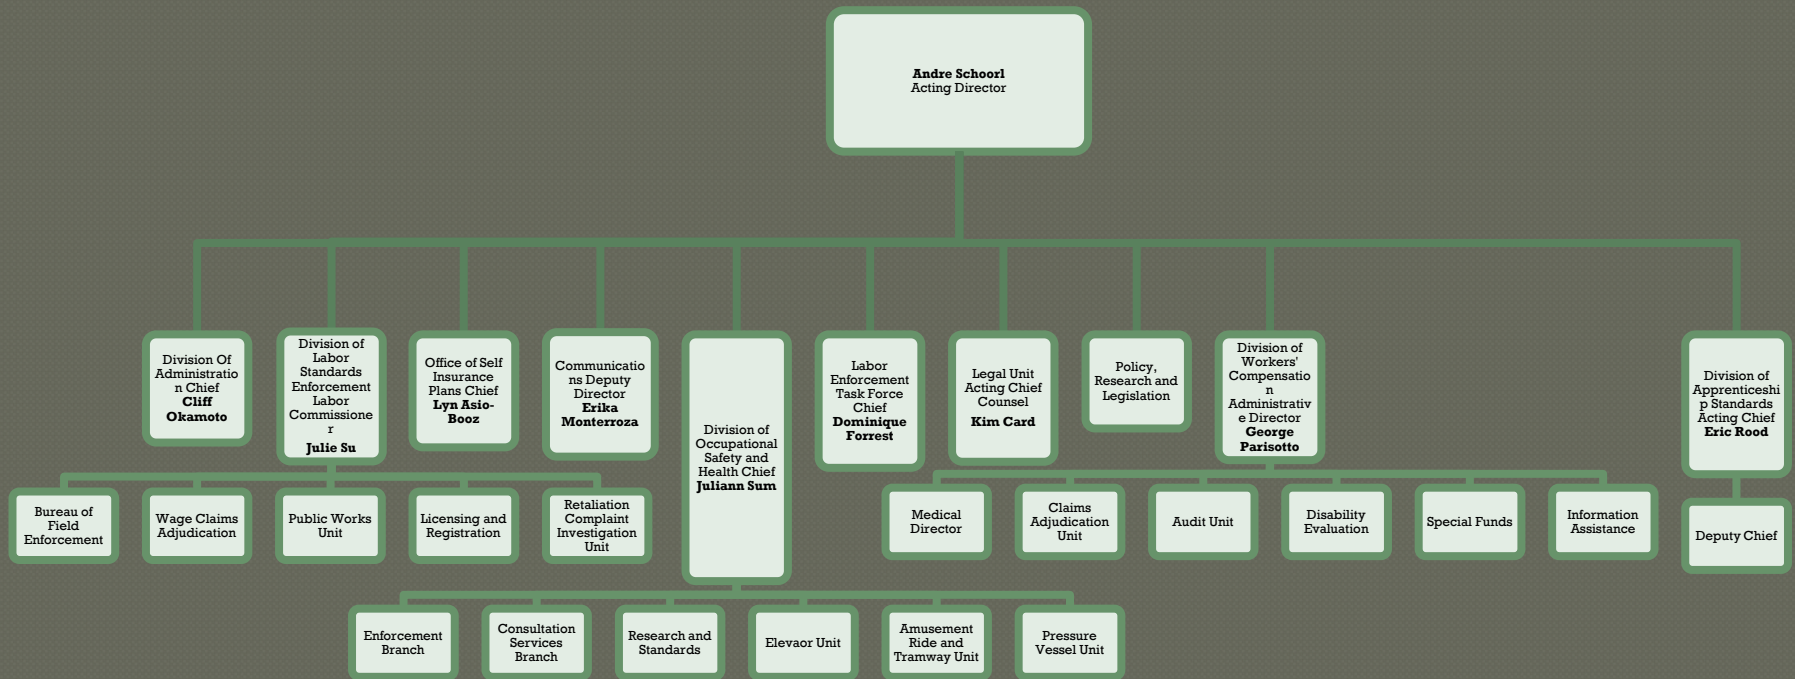 Andre Schoorl
Acting Director
Division Of
Administratio
n Chief
Cliff
Okamoto
Division of
Labor
Standards
Enforcement
Labor
Commissione
r
Julie Su
Office of Self
Insurance
Plans Chief
Lyn Asio-
Booz
Communicatio
ns Deputy
Director
Erika
Monterroza
Division of
Occupational
Safety and
Health Chief
Juliann Sum
Labor
Enforcement
Task Force
Chief
Dominique
Forrest
Legal Unit
Acting Chief
Counsel
Kim Card
Policy,
Research and
Legislation
Division of
Workers'
Compensatio
n
Administrativ
e Director
George
Parisotto
Division of
Apprenticeshi
p Standards
Acting Chief
Eric Rood
Bureau of
Field
Enforcement
Wage Claims
Adjudication
Public Works
Unit
Licensing and
Registration
Retaliation
Complaint
Investigation
Unit
Medical
Director
Claims
Adjudication
Unit
Audit Unit
Disability
Evaluation
Special Funds
Information
Assistance
Deputy Chief
Enforcement
Branch
Consultation
Services
Branch
Research and
Standards
Elevaor Unit
Amusement
Ride and
Tramway Unit
Pressure
Vessel Unit